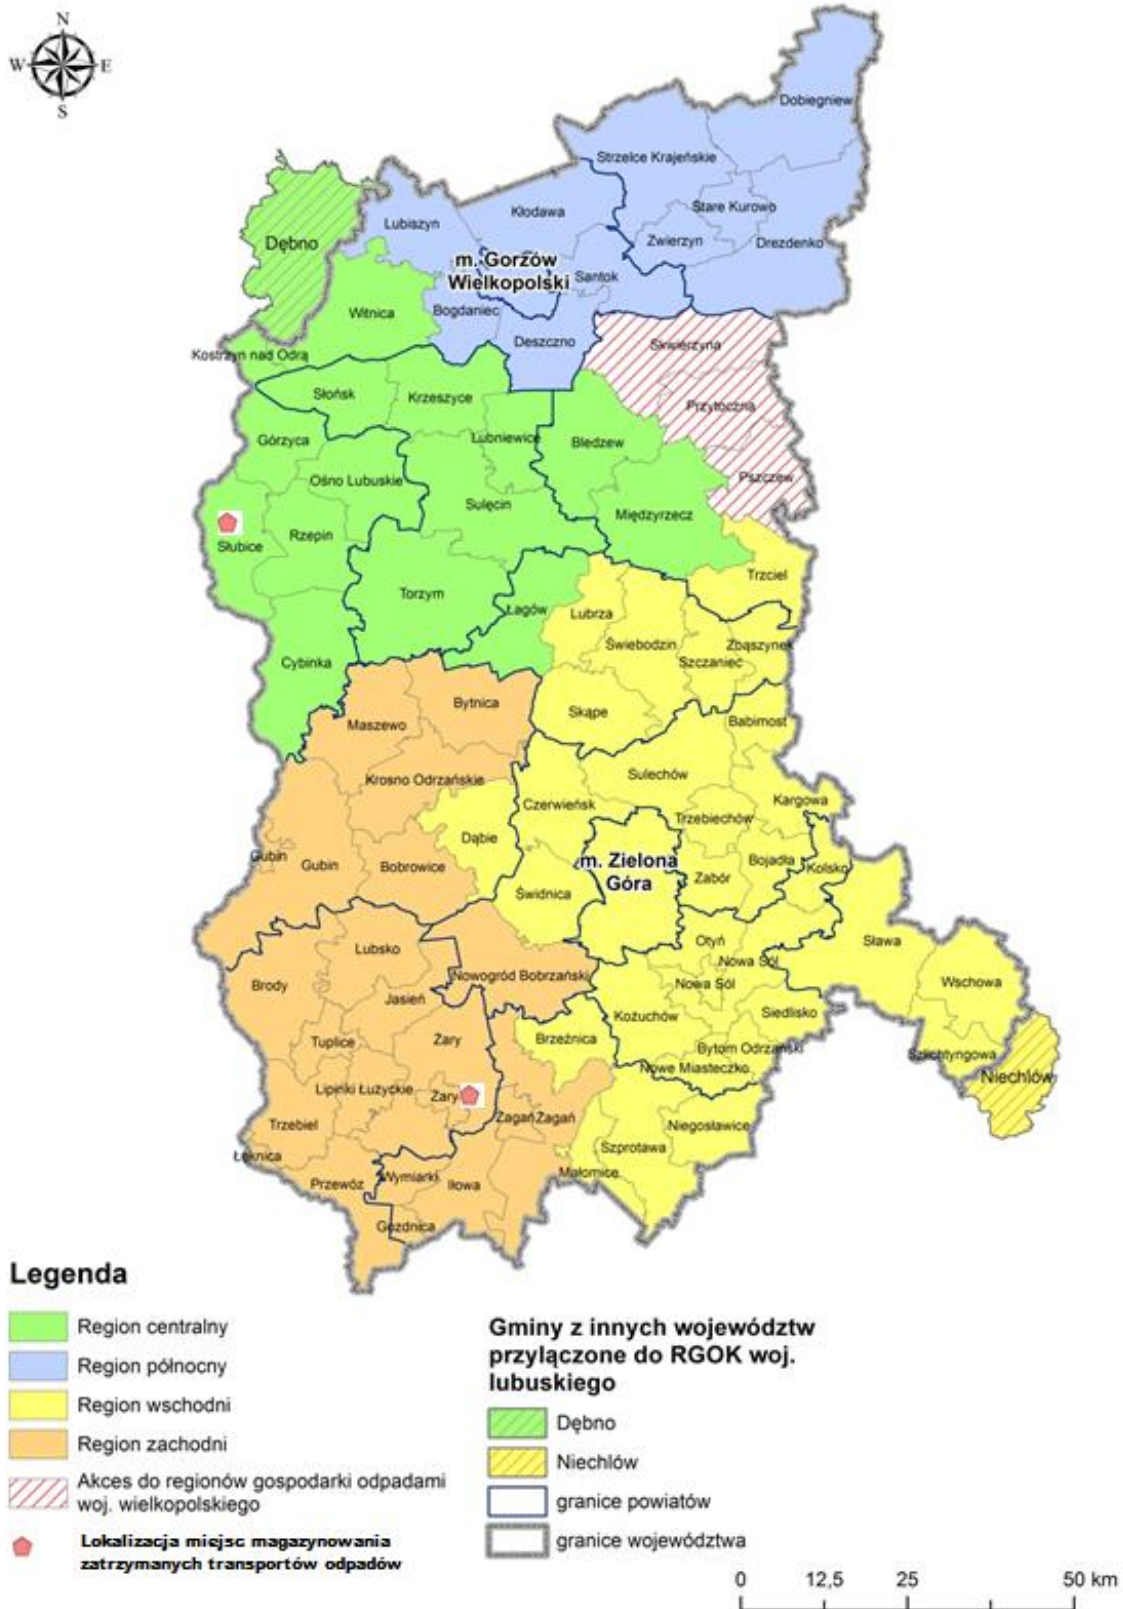 N
W
E
S
Dobiegniew
Strzelce Krajeńskie
Stare Kurowo
Kłodawa
Lubiszyn
Zwierzyn
Drezdenko
Dębno
m. Gorzów
Wielkopolski
Santok
Witnica
Bogdaniec
Deszczno
Skwierzyna
Kostrzyn nad Odrą
Słońsk
Krzeszyce
Przytoczna
Górzyca
Lubniewice
Bledzew
Ośno Lubuskie
Pszczew
Sulęcin
Międzyrzecz
Rzepin
Słubice
Trzciel
Torzym
Łagów
Lubrza
Świebodzin
Zbąszynek
Szczaniec
Cybinka
Bytnica
Skąpe
Maszewo
Babimost
Krosno Odrzańskie
Sulechów
Czerwieńsk
Kargowa
Trzebiechów
Dąbie
Gubin
Gubin
Bobrowice
m. Zielona
Góra
Bojadła
Kolsko
Zabór
Świdnica
Otyń
Sława
Lubsko
Nowa Sól
Nowogród Bobrzański
Brody
Nowa Sól
Wschowa
Jasień
Kożuchów
Siedlisko
Tuplice
Żary
Brzeźnica
Bytom Odrzański
Szlichtyngowa
Nowe Miasteczko
Niechlów
Lipinki Łużyckie
Żary
Trzebiel
Żagań
Żagań
Niegosławice
Szprotawa
Łęknica
Małomice
Przewóz
Wymiarki
Iłowa
Gozdnica
Legenda
Region centralny
Region północny
Region wschodni
Region zachodni
Akces do regionów gospodarki odpadami
woj. wielkopolskiego
Lokalizacja miejsc magazynowania
zatrzymanych transportów odpadów
Gminy z innych województw
przyłączone do RGOK woj.
lubuskiego
Dębno
Niechlów
granice powiatów
granice województwa
0 12,5 25 50 km